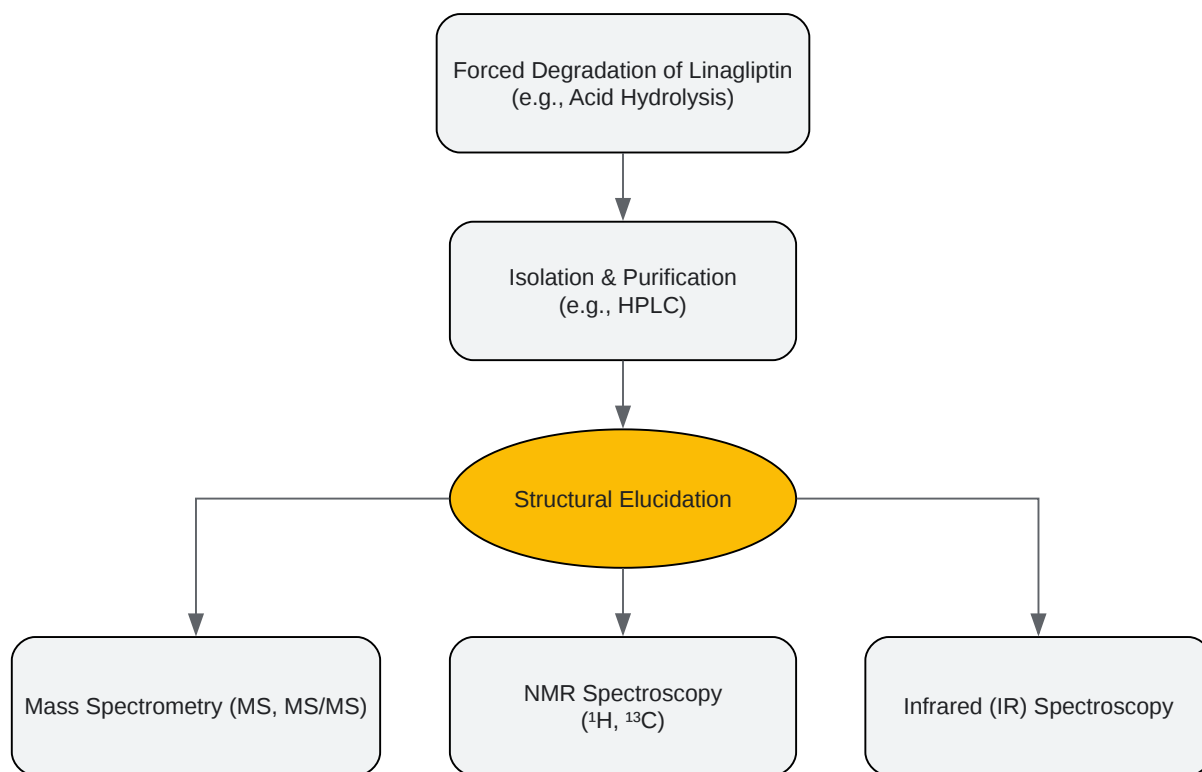 Forced Degradation of Linagliptin
(e.g., Acid Hydrolysis)
Isolation & Purification
(e.g., HPLC)
Structural Elucidation
Mass Spectrometry (MS, MS/MS)
NMR Spectroscopy
(¹H, ¹³C)
Infrared (IR) Spectroscopy